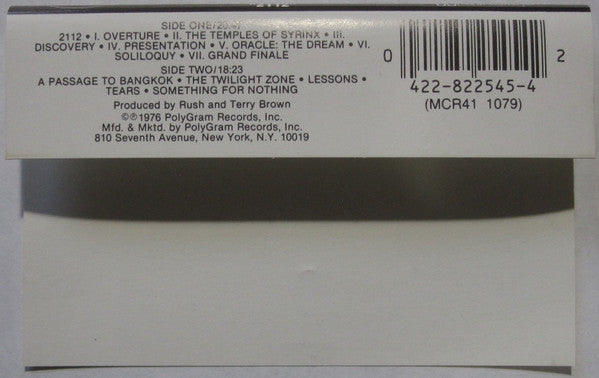 2112
SIDE ONE/20:
2112 • I. OVERTURE • II. THE TEMPLES OF SYRINX • III.
DISCOVERY • IV. PRESENTATION • V. ORACLE: THE DREAM • VI.
SOLILOQUY • VII. GRAND FINALE
SIDE TWO/18:23
A PASSAGE TO BANGKOK • THE TWILIGHT ZONE • LESSONS •
TEARS • SOMETHING FOR NOTHING
Produced by Rush and Terry Brown
©℗1976 PolyGram Records, Inc.
Mfd. & Mktd. by PolyGram Records, Inc.
810 Seventh Avenue, New York, N.Y. 10019
0 2
422-822545-4
(MCR41 1079)